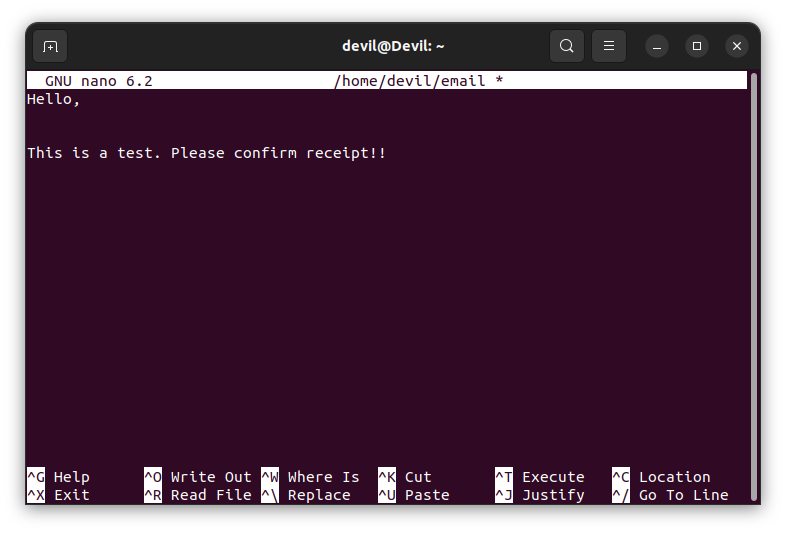 devil@Devil: ~
GNU nano 6.2 /home/devil/email *
Hello,
This is a test. Please confirm receipt!!
^G Help ^O Write Out ^W Where Is ^K Cut ^T Execute ^C Location
^X Exit ^R Read File ^\ Replace ^U Paste ^J Justify ^/ Go To Line